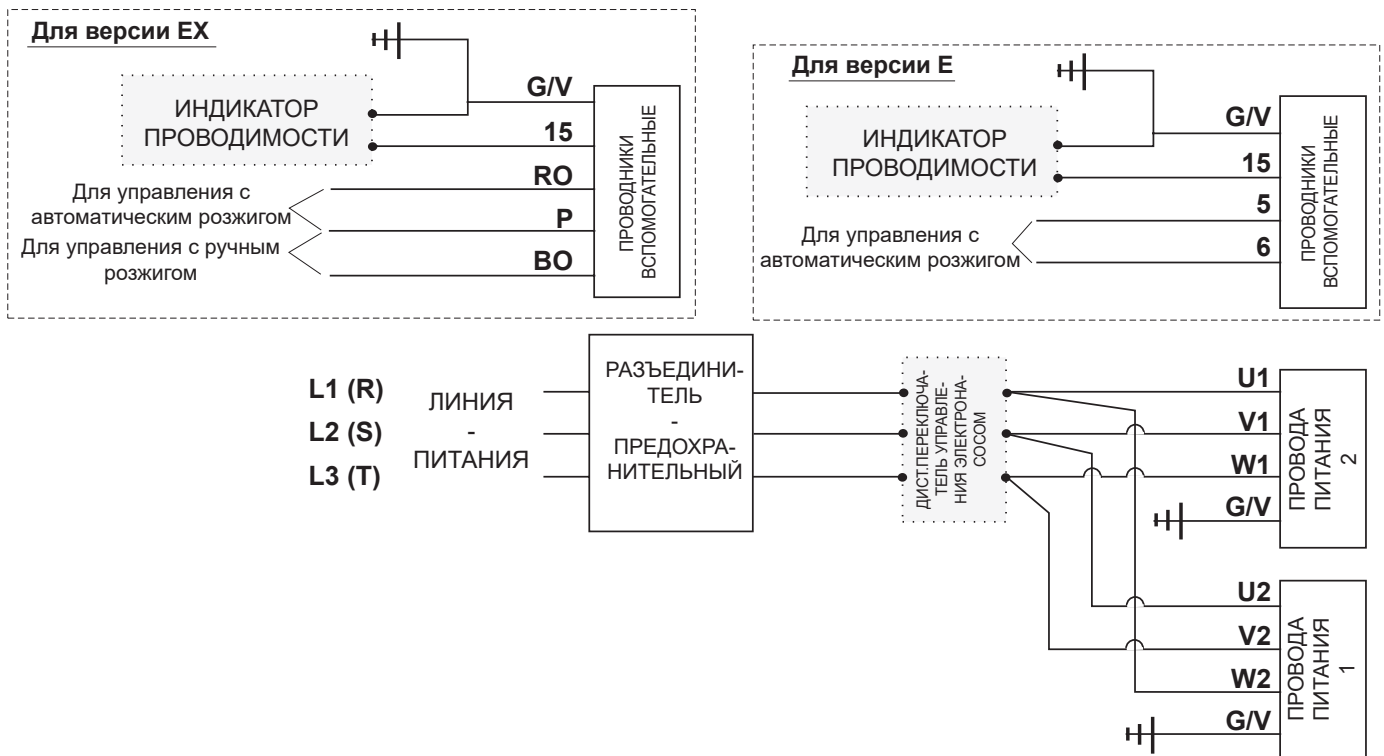 Для версии EX
ИНДИКАТОР
ПРОВОДИМОСТИ
G/V
15
RO
P
BO
Для управления с
автоматическим розжигом
Для управления с ручным
розжигом
ПРОВОДНИКИ
ВСПОМОГАТЕЛЬНЫЕ
Для версии E
ИНДИКАТОР
ПРОВОДИМОСТИ
G/V
15
5
6
Для управления с
автоматическим розжигом
ПРОВОДНИКИ
ВСПОМОГАТЕЛЬНЫЕ
L1 (R)
L2 (S)
L3 (T)
ЛИНИЯ
-
ПИТАНИЯ
РАЗЪЕДИНИ-
ТЕЛЬ
-
ПРЕДОХРА-
НИТЕЛЬНЫЙ
ДИСТ.ПЕРЕКЛЮЧА-
ТЕЛЬ УПРАВЛЕ-
НИЯ ЭЛЕКТРОНА-
СОСОМ
U1
V1
W1
G/V
ПРОВОДА
ПИТАНИЯ
2
U2
V2
W2
G/V
ПРОВОДА
ПИТАНИЯ
1